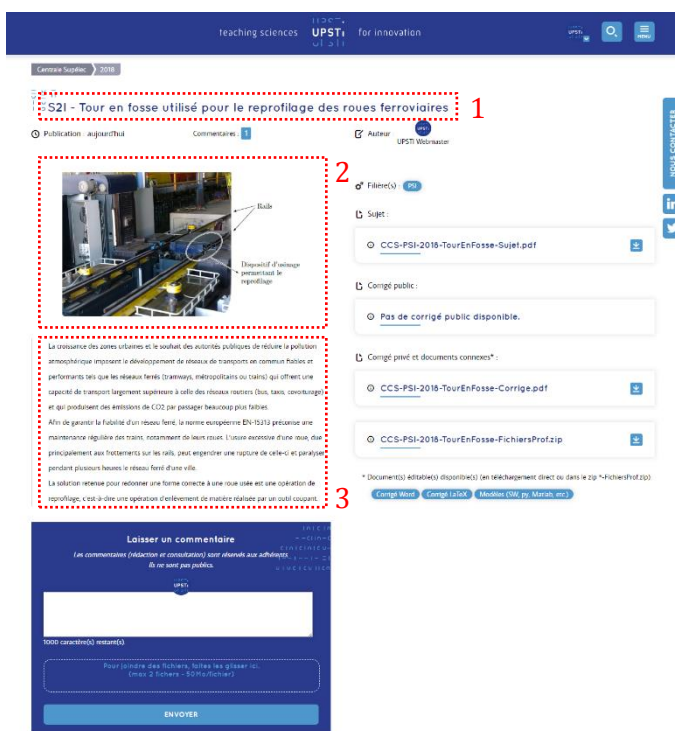 teaching sciences UPSTI for innovation
UPSTI
MENU
Centrale Supélec 2018
S2I - Tour en fosse utilisé pour le reprofilage des roues ferroviaires
1
Publication : aujourd'hui
Commentaires : 1
Auteur
UPSTI
UPSTI Webmaster
NOUS CONTACTER
2
Rails
Dispositif d'usinage
permettant le
reprofilage
Filière(s) : PSI
Sujet :
CCS-PSI-2018-TourEnFosse-Sujet.pdf
Corrigé public :
Pas de corrigé public disponible.
Corrigé privé et documents connexes* :
CCS-PSI-2018-TourEnFosse-Corrige.pdf
CCS-PSI-2018-TourEnFosse-FichiersProf.zip
* Document(s) éditable(s) disponible(s) (en téléchargement direct ou dans le zip *-FichiersProf.zip)
Corrigé Word Corrigé LaTeX Modèles (SW, py, Matlab, etc.)
La croissance des zones urbaines et le souhait des autorités publiques de réduire la pollution
atmosphérique imposent le développement de réseaux de transports en commun fiables et
performants tels que les réseaux ferrés (tramways, métropolitains ou trains) qui offrent une
capacité de transport largement supérieure à celle des réseaux routiers (bus, taxis, covoiturage)
et qui produisent des émissions de CO2 par passager beaucoup plus faibles.
Afin de garantir la fiabilité d'un réseau ferré, la norme européenne EN-15313 préconise une
maintenance régulière des trains, notamment de leurs roues. L'usure excessive d'une roue, due
principalement aux frottements sur les rails, peut engendrer une rupture de celle-ci et paralyser
pendant plusieurs heures le réseau ferré d'une ville.
La solution retenue pour redonner une forme correcte à une roue usée est une opération de
reprofilage, c'est-à-dire une opération d'enlèvement de matière réalisée par un outil coupant.
3
Laisser un commentaire
Les commentaires (rédaction et consultation) sont réservés aux adhérents.
Ils ne sont pas publics.
UPSTI
1000 caractère(s) restant(s)
Pour joindre des fichiers, faites les glisser ici.
(max 2 fichers - 50 Mo/fichier)
ENVOYER